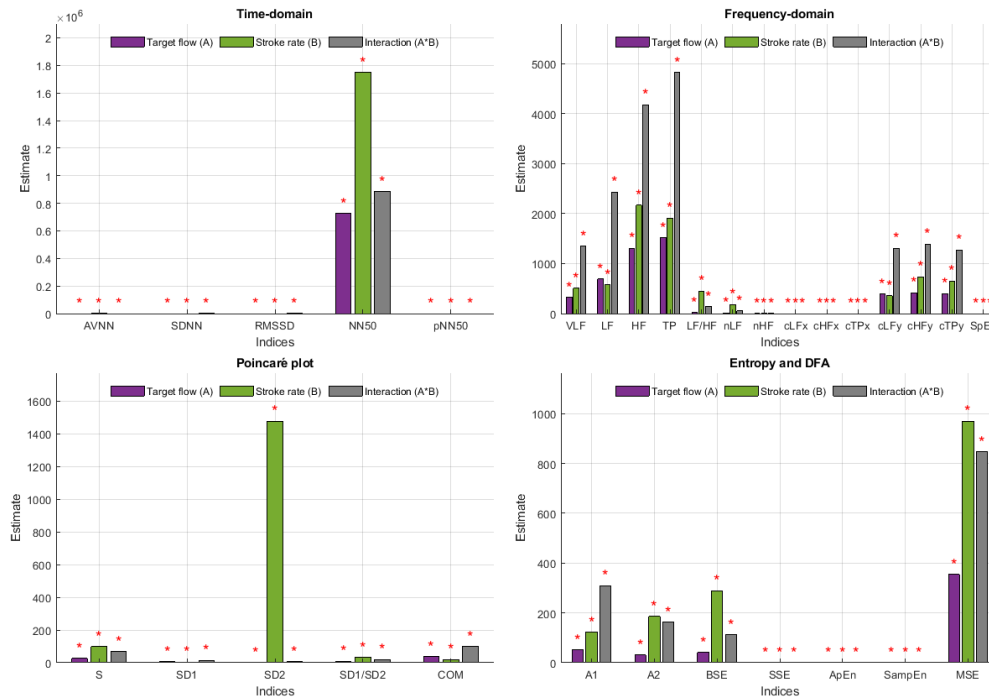 Time-domain
× 10^6
Target flow (A) Stroke rate (B) Interaction (A*B)
2
1.8
1.6
1.4
1.2
1
0.8
0.6
0.4
0.2
0
Estimate
AVNN SDNN RMSSD NN50 pNN50
Indices
Frequency-domain
Target flow (A) Stroke rate (B) Interaction (A*B)
5000
4000
3000
2000
1000
0
Estimate
VLF LF HF TP LF/HF nLF nHF cLFx cHFx cTPx cLFy cHFy cTPy SpE
Indices
Poincaré plot
Target flow (A) Stroke rate (B) Interaction (A*B)
1600
1400
1200
1000
800
600
400
200
0
Estimate
S SD1 SD2 SD1/SD2 COM
Indices
Entropy and DFA
Target flow (A) Stroke rate (B) Interaction (A*B)
1000
800
600
400
200
0
Estimate
A1 A2 BSE SSE ApEn SampEn MSE
Indices